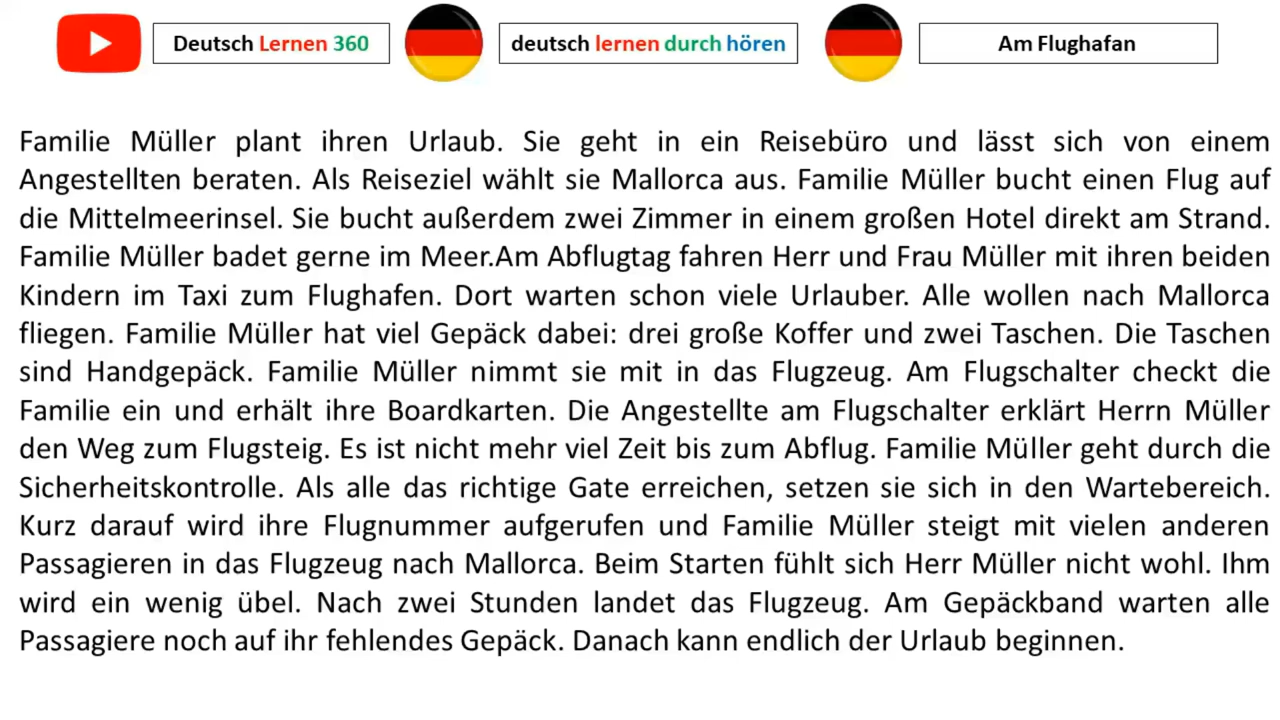 Deutsch Lernen 360
deutsch lernen durch hören
Am Flughafan
Familie Müller plant ihren Urlaub. Sie geht in ein Reisebüro und lässt sich von einem
Angestellten beraten. Als Reiseziel wählt sie Mallorca aus. Familie Müller bucht einen Flug auf
die Mittelmeerinsel. Sie bucht außerdem zwei Zimmer in einem großen Hotel direkt am Strand.
Familie Müller badet gerne im Meer.Am Abflugtag fahren Herr und Frau Müller mit ihren beiden
Kindern im Taxi zum Flughafen. Dort warten schon viele Urlauber. Alle wollen nach Mallorca
fliegen. Familie Müller hat viel Gepäck dabei: drei große Koffer und zwei Taschen. Die Taschen
sind Handgepäck. Familie Müller nimmt sie mit in das Flugzeug. Am Flugschalter checkt die
Familie ein und erhält ihre Boardkarten. Die Angestellte am Flugschalter erklärt Herrn Müller
den Weg zum Flugsteig. Es ist nicht mehr viel Zeit bis zum Abflug. Familie Müller geht durch die
Sicherheitskontrolle. Als alle das richtige Gate erreichen, setzen sie sich in den Wartebereich.
Kurz darauf wird ihre Flugnummer aufgerufen und Familie Müller steigt mit vielen anderen
Passagieren in das Flugzeug nach Mallorca. Beim Starten fühlt sich Herr Müller nicht wohl. Ihm
wird ein wenig übel. Nach zwei Stunden landet das Flugzeug. Am Gepäckband warten alle
Passagiere noch auf ihr fehlendes Gepäck. Danach kann endlich der Urlaub beginnen.